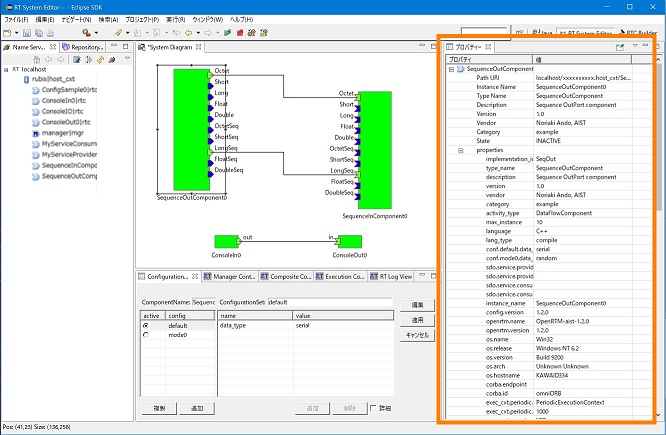 RT System Editor - - Eclipse SDK
ファイル(F) 編集(E) ナビゲート(N) 検索(A) プロジェクト(P) 実行(R) ウィンドウ(W) ヘルプ(H)
Java RT System Editor RTC Builder
Name Serv... Repository...
localhost
rubis|host_cxt
ConfigSample0|rtc
ConsoleIn0|rtc
ConsoleOut0|rtc
manager|mgr
MyServiceConsum
MyServiceProvider
SequenceInCompo
SequenceOutComp
*System Diagram
Octet
Short
Long
Float
Double
OctetSeq
ShortSeq
LongSeq
FloatSeq
DoubleSeq
SequenceOutComponent0
Octet
Short
Long
Float
Double
OctetSeq
ShortSeq
LongSeq
FloatSeq
DoubleSeq
SequenceInComponent0
out
in
ConsoleIn0
ConsoleOut0
Configuration... Manager Cont... Composite Co... Execution Co... RT Log View
ComponentName: Sequenc ConfigurationSet: default
active config
default
mode0
name value
data_type serial
編集
適用
キャンセル
複製 追加 追加 削除 詳細
プロパティー
プロパティ 値
SequenceOutComponent
Path URI localhost/xxxxxxxxxx.host_cxt/Se
Instance Name SequenceOutComponent0
Type Name SequenceOutComponent
Description Sequence OutPort component
Version 1.0
Vendor Noriaki Ando, AIST
Category example
State INACTIVE
properties
implementation_id SeqOut
type_name SequenceOutComponent
description Sequence OutPort component
version 1.0
vendor Noriaki Ando, AIST
category example
activity_type DataFlowComponent
max_instance 10
language C++
lang_type compile
conf.default.data_ serial
conf.mode0.data_ random
sdo.service.provid
sdo.service.provid
sdo.service.consu
sdo.service.consu
instance_name SequenceOutComponent0
config.version 1.2.0
openrtm.name OpenRTM-aist-1.2.0
openrtm.version 1.2.0
os.name Win32
os.release Windows NT 6.2
os.version Build 9200
os.arch Unknown Unknown
os.hostname KAWAID334
corba.endpoint
corba.id omniORB
exec_cxt.periodic. PeriodicExecutionContext
exec_cxt.periodic. 1000
Pos: (41,23) Size: (136,256)